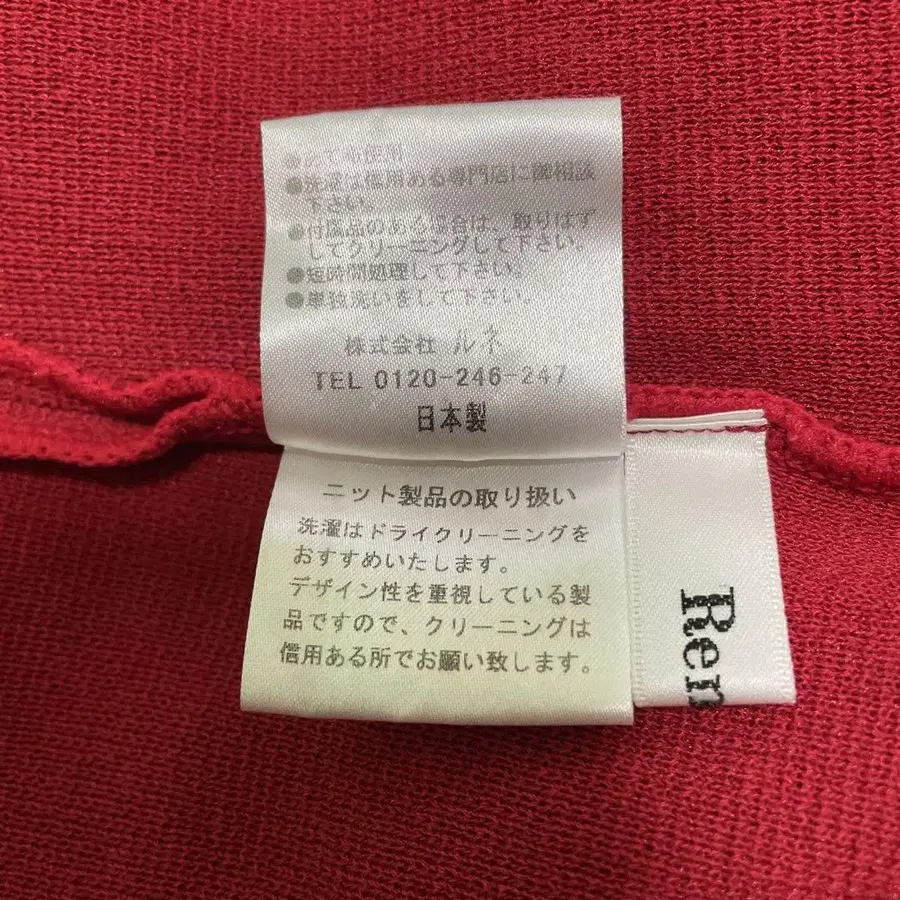 ●あて布使用
●洗濯は信用ある専門店に御相談
下さい。
●付属品のある場合は、取りはず
してクリーニングして下さい。
●短時間処理して下さい。
●単独洗いをして下さい。
株式会社 ルネ
TEL 0120-246-247
日本製
ニット製品の取り扱い
洗濯はドライクリーニングを
おすすめいたします。
デザイン性を重視している製
品ですので、クリーニングは
信用ある所でお願い致します。
Ren